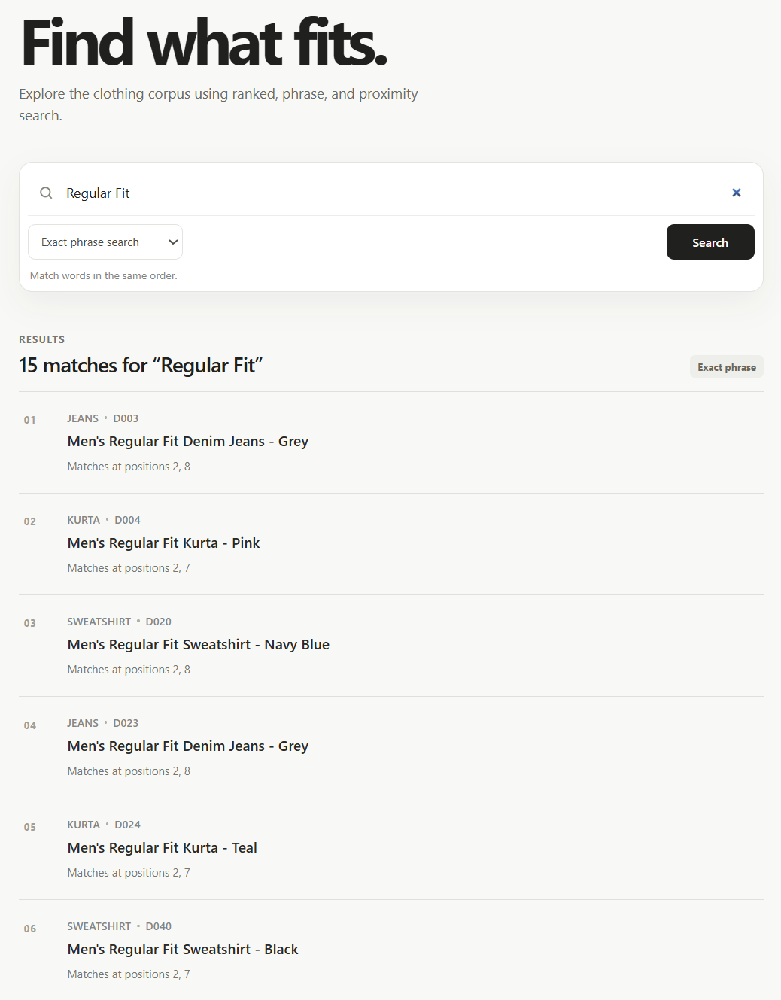 Find what fits.
Explore the clothing corpus using ranked, phrase, and proximity
search.
Regular Fit
Exact phrase search
Search
Match words in the same order.
RESULTS
15 matches for “Regular Fit”
Exact phrase
01
JEANS • D003
Men's Regular Fit Denim Jeans - Grey
Matches at positions 2, 8
02
KURTA • D004
Men's Regular Fit Kurta - Pink
Matches at positions 2, 7
03
SWEATSHIRT • D020
Men's Regular Fit Sweatshirt - Navy Blue
Matches at positions 2, 8
04
JEANS • D023
Men's Regular Fit Denim Jeans - Grey
Matches at positions 2, 8
05
KURTA • D024
Men's Regular Fit Kurta - Teal
Matches at positions 2, 7
06
SWEATSHIRT • D040
Men's Regular Fit Sweatshirt - Black
Matches at positions 2, 7